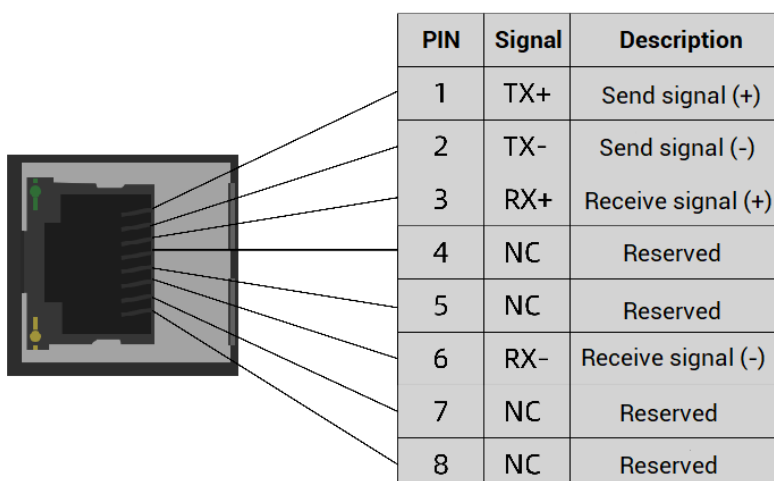 PIN Signal Description
1 TX+ Send signal (+)
2 TX- Send signal (-)
3 RX+ Receive signal (+)
4 NC Reserved
5 NC Reserved
6 RX- Receive signal (-)
7 NC Reserved
8 NC Reserved